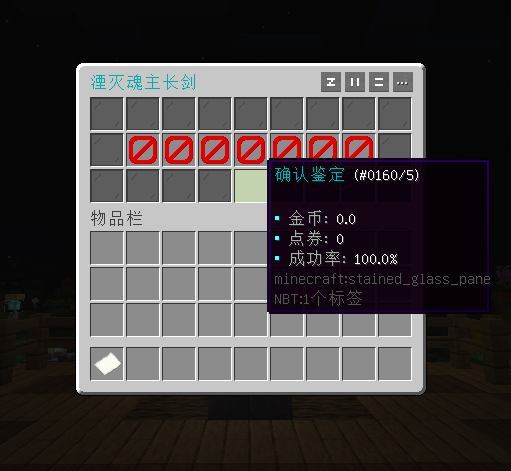 湮灭魂主长剑
确认鉴定 (#0160/5)
金币: 0.0
点券: 0
成功率: 100.0%
minecraft:stained_glass_pane
NBT:1个标签
物品栏